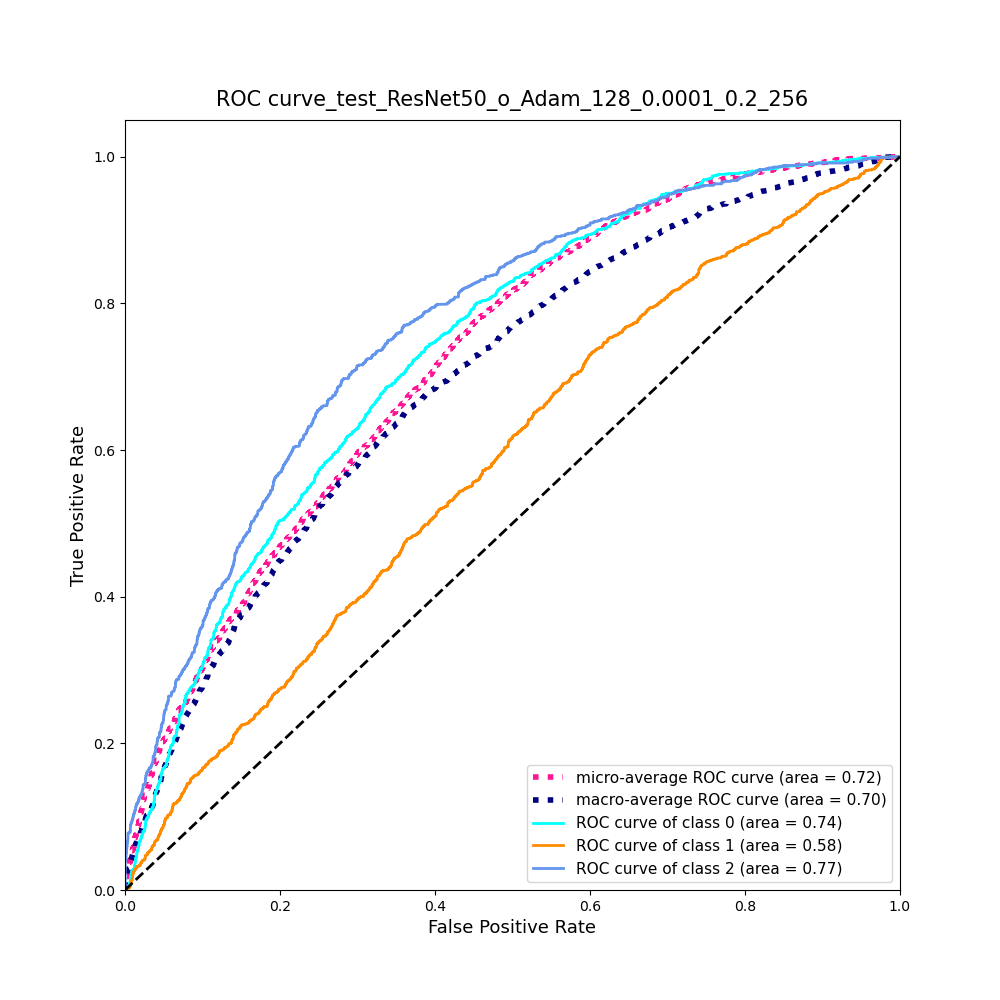 ROC curve_test_ResNet50_o_Adam_128_0.0001_0.2_256
1.0
0.8
0.6
0.4
0.2
0.0
True Positive Rate
micro-average ROC curve (area = 0.72)
macro-average ROC curve (area = 0.70)
ROC curve of class 0 (area = 0.74)
ROC curve of class 1 (area = 0.58)
ROC curve of class 2 (area = 0.77)
0.0 0.2 0.4 0.6 0.8 1.0
False Positive Rate